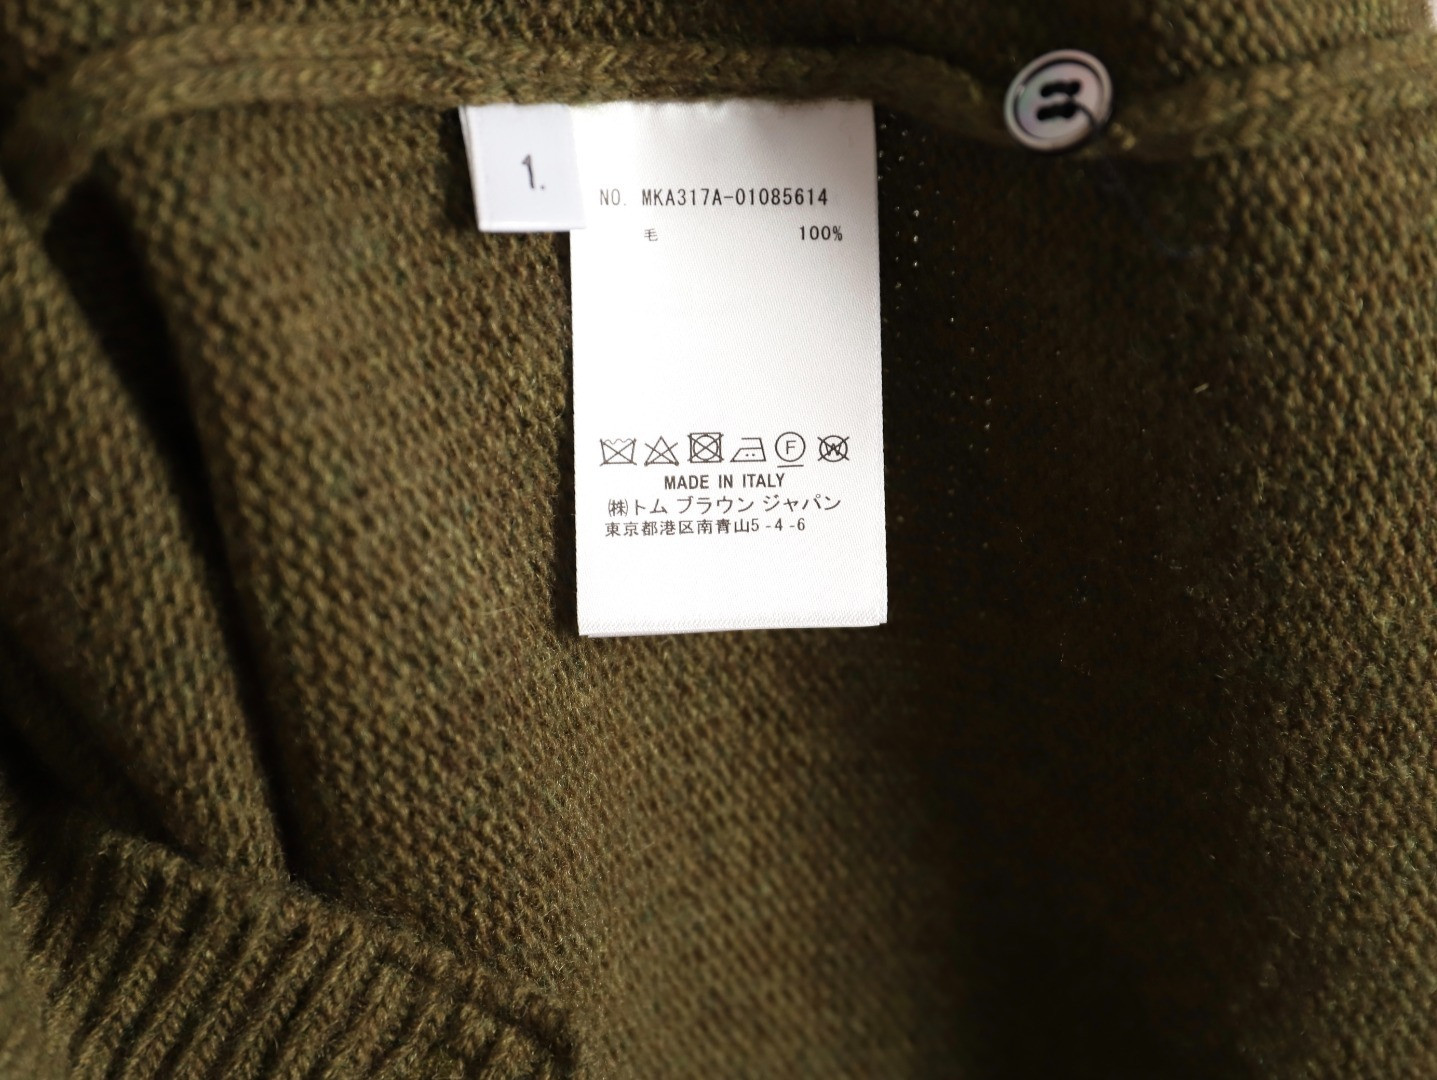 1.
NO. MKA317A-01085614
毛 100%
F W
MADE IN ITALY
㈱トム ブラウン ジャパン
東京都港区南青山5-4-6